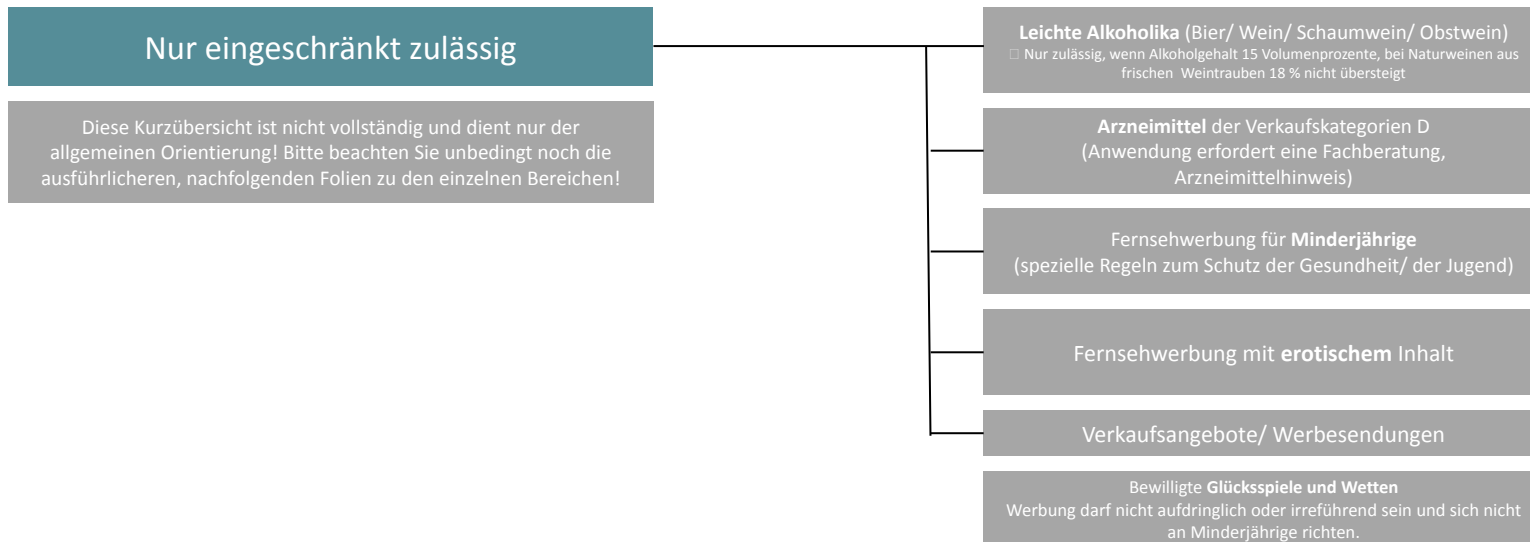 Nur eingeschränkt zulässig
Diese Kurzübersicht ist nicht vollständig und dient nur der
allgemeinen Orientierung! Bitte beachten Sie unbedingt noch die
ausführlicheren, nachfolgenden Folien zu den einzelnen Bereichen!
Leichte Alkoholika (Bier/ Wein/ Schaumwein/ Obstwein)
□ Nur zulässig, wenn Alkoholgehalt 15 Volumenprozente, bei Naturweinen aus
frischen Weintrauben 18 % nicht übersteigt
Arzneimittel der Verkaufskategorien D
(Anwendung erfordert eine Fachberatung,
Arzneimittelhinweis)
Fernsehwerbung für Minderjährige
(spezielle Regeln zum Schutz der Gesundheit/ der Jugend)
Fernsehwerbung mit erotischem Inhalt
Verkaufsangebote/ Werbesendungen
Bewilligte Glücksspiele und Wetten
Werbung darf nicht aufdringlich oder irreführend sein und sich nicht
an Minderjährige richten.